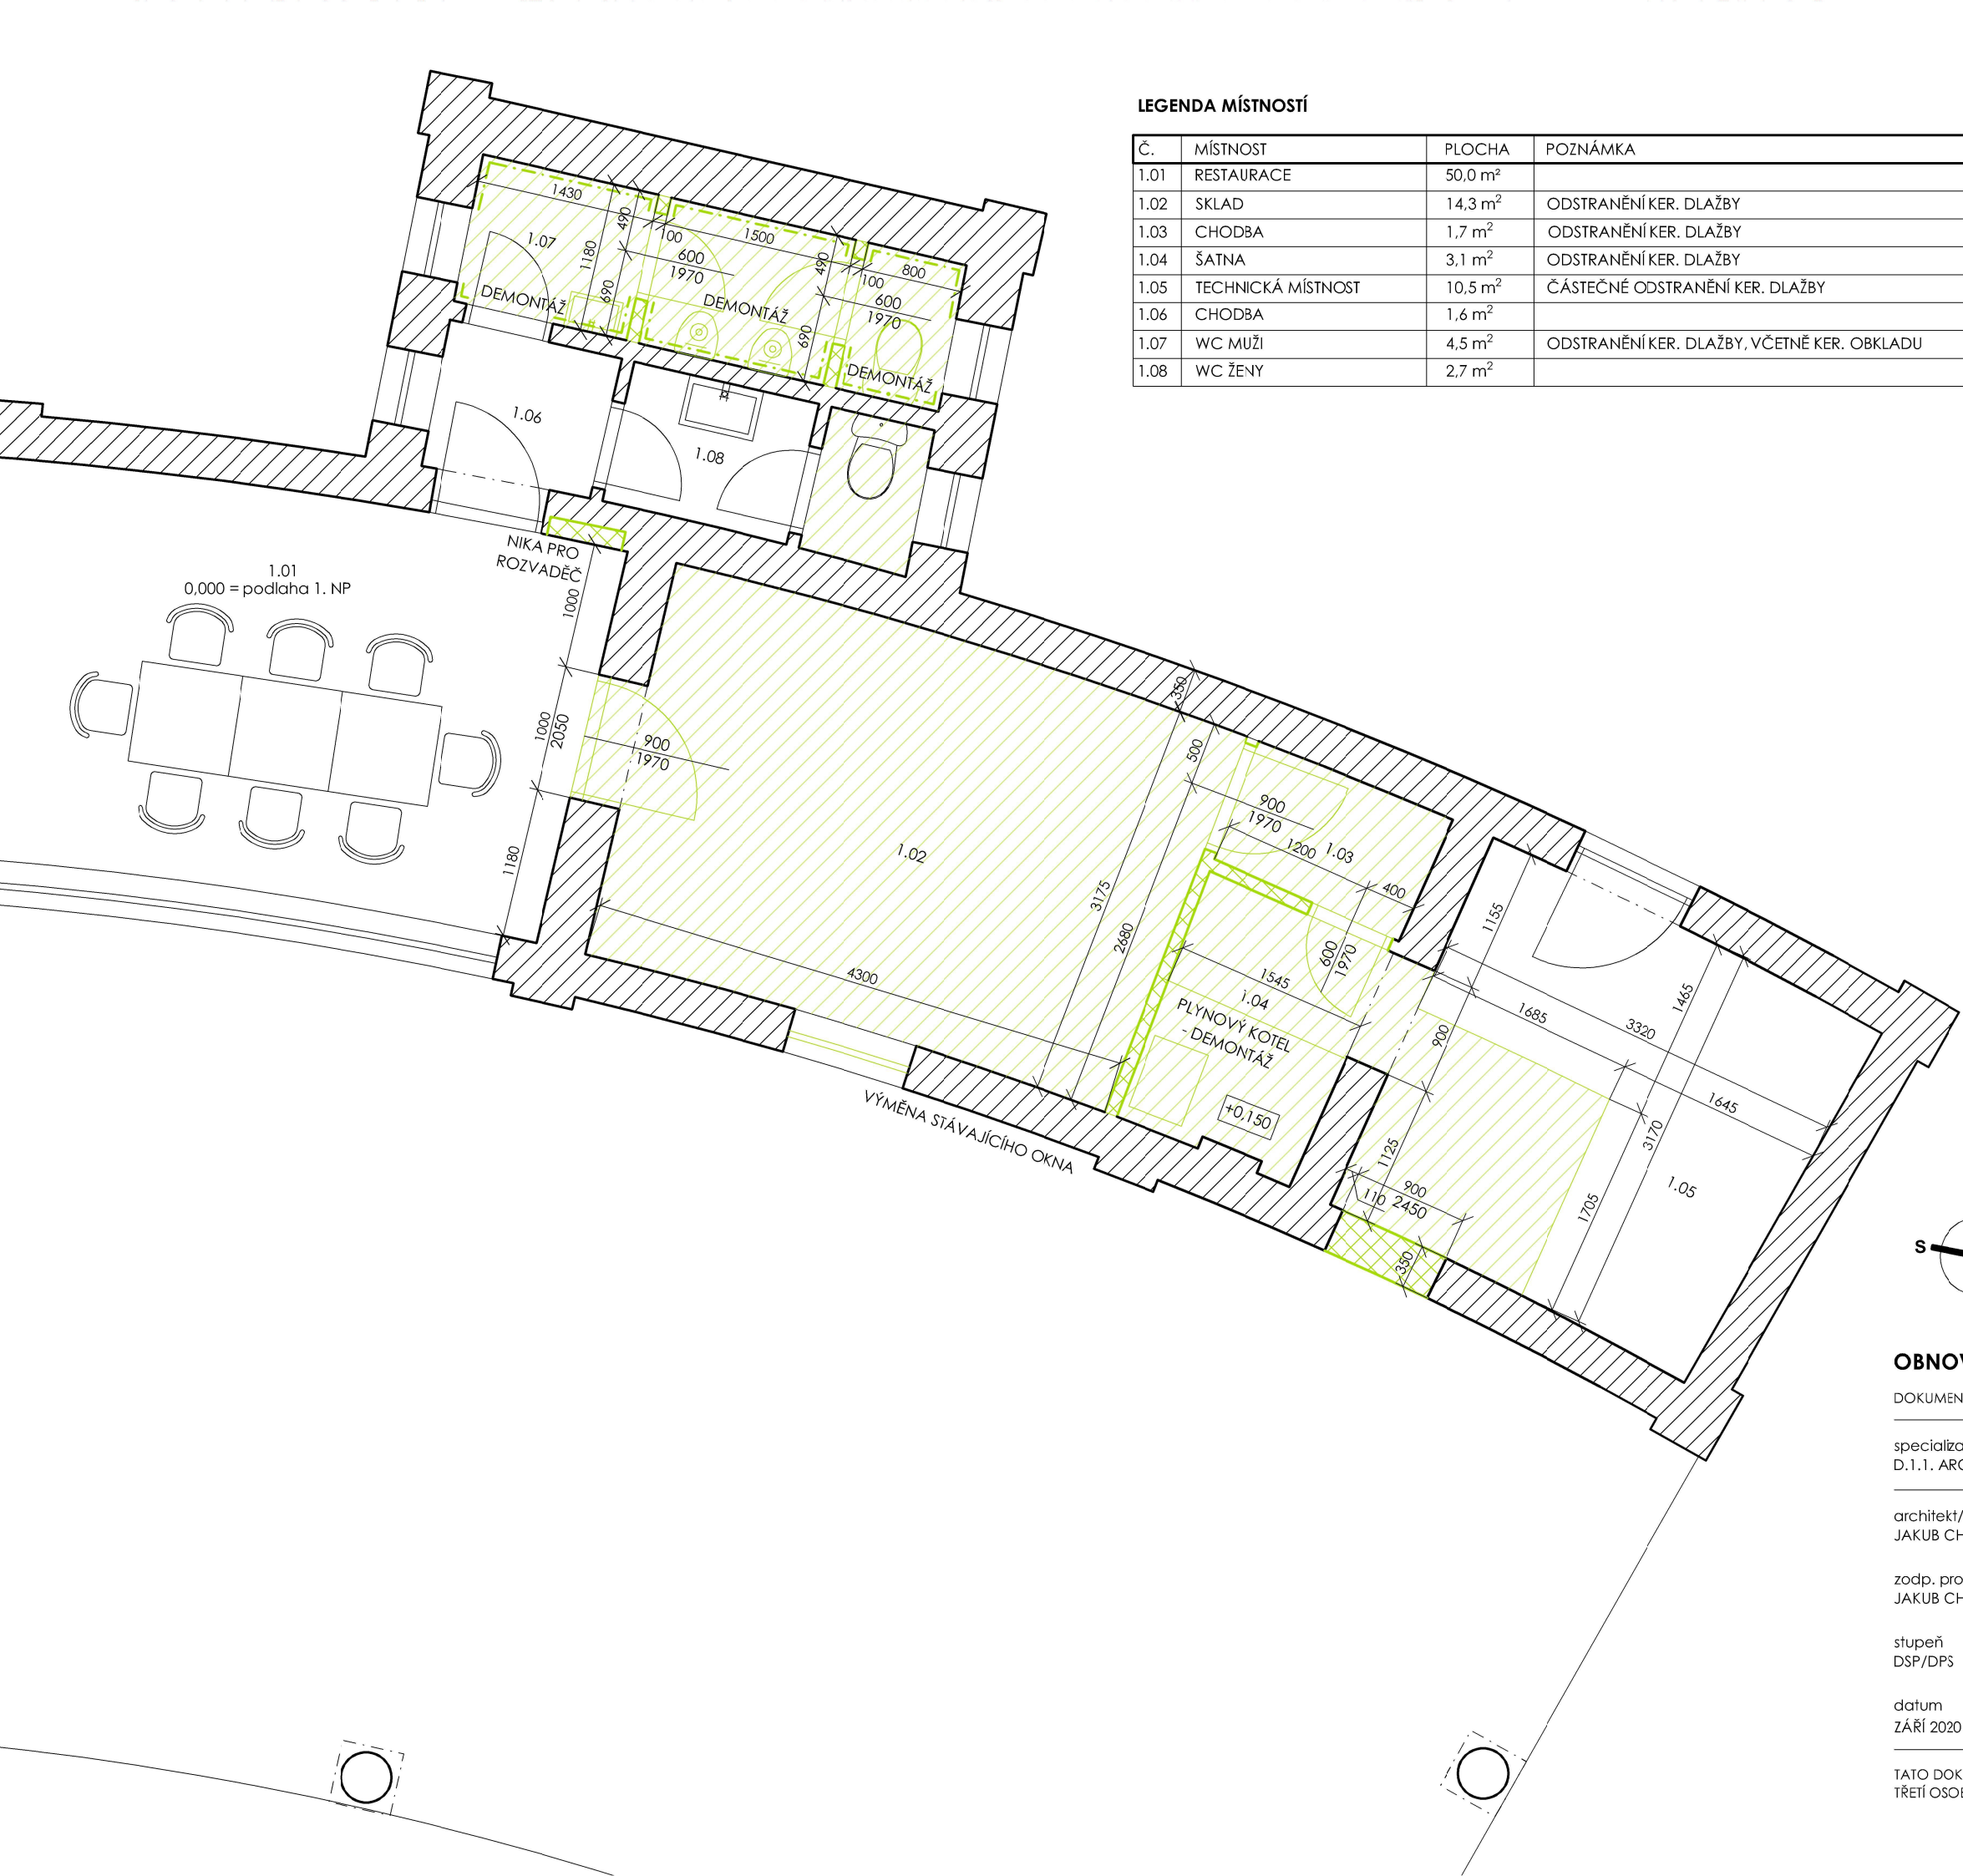 LEGENDA MÍSTNOSTÍ
Č. MÍSTNOST PLOCHA POZNÁMKA
1.01 RESTAURACE 50,0 m²
1.02 SKLAD 14,3 m² ODSTRANĚNÍ KER. DLAŽBY
1.03 CHODBA 1,7 m² ODSTRANĚNÍ KER. DLAŽBY
1.04 ŠATNA 3,1 m² ODSTRANĚNÍ KER. DLAŽBY
1.05 TECHNICKÁ MÍSTNOST 10,5 m² ČÁSTEČNÉ ODSTRANĚNÍ KER. DLAŽBY
1.06 CHODBA 1,6 m²
1.07 WC MUŽI 4,5 m² ODSTRANĚNÍ KER. DLAŽBY, VČETNĚ KER. OBKLADU
1.08 WC ŽENY 2,7 m²
1430
490
100
1500
1.07
1180
600
1970
490
800
100
600
1970
690
DEMONTÁŽ
DEMONTÁŽ
690
DEMONTÁŽ
1.06
1.08
NIKA PRO
ROZVADĚČ
1.01
0,000 = podlaha 1. NP
1000
1000
2050
900
1970
1180
350
500
900
1970
1200
1.03
400
1.02
3175
2680
4300
600
1970
1545
1.04
PLYNOVÝ KOTEL
- DEMONTÁŽ
+0,150
VÝMĚNA STÁVAJÍCÍHO OKNA
1155
1465
1685
3320
900
1645
3170
1125
1.05
900
110
2450
1705
350
S
OBNOV
DOKUMEN
specializa
D.1.1. ARC
architekt/
JAKUB CH
zodp. pro
JAKUB CH
stupeň
DSP/DPS
datum
ZÁŘÍ 2020
TATO DOK
TŘETÍ OSOB